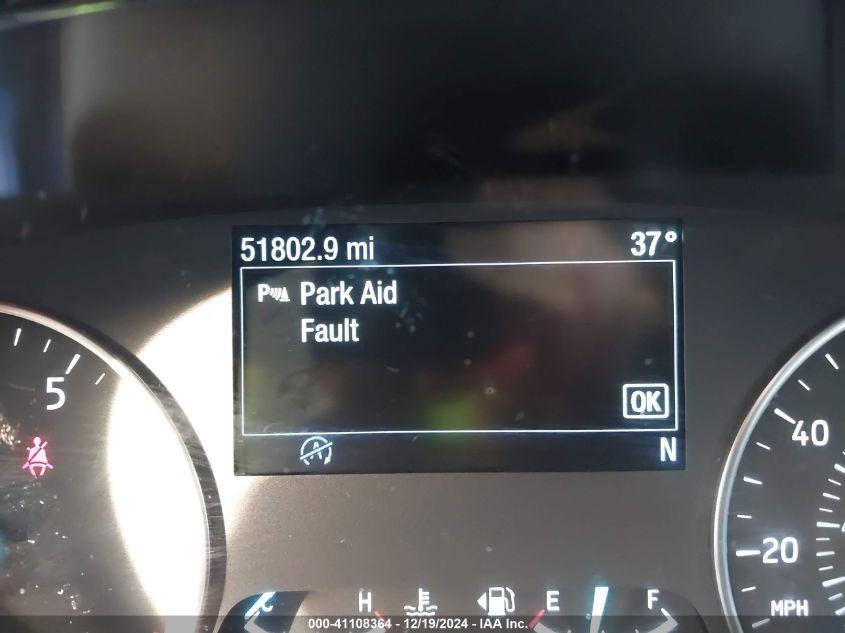 51802.9 mi 37°
P Park Aid
Fault
OK
5
A
N
40
20
MPH
C H E F
000-41108364 - 12/19/2024 - IAA Inc.